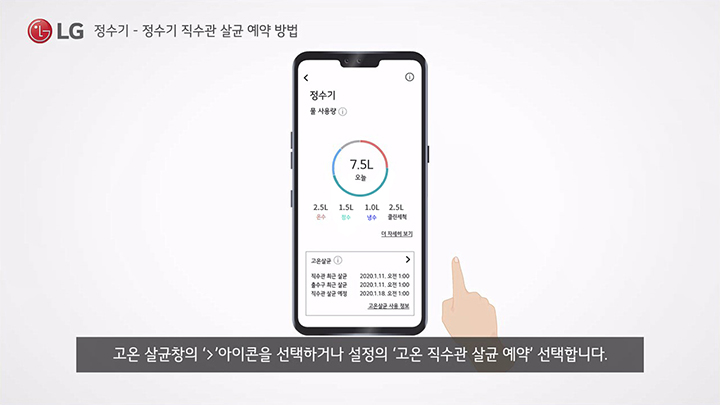 LG 정수기 - 정수기 직수관 살균 예약 방법
정수기
물 사용량
7.5L
오늘
2.5L 1.5L 1.0L 2.5L
온수 정수 냉수 클린세척
더 자세히 보기
고온살균
직수관 최근 살균 2020.1.11. 오전 1:00
출수구 최근 살균 2020.1.11. 오전 1:00
직수관 살균 예정 2020.1.18. 오전 1:00
고온살균 사용 정보
고온 살균창의 '>'아이콘을 선택하거나 설정의 '고온 직수관 살균 예약' 선택합니다.